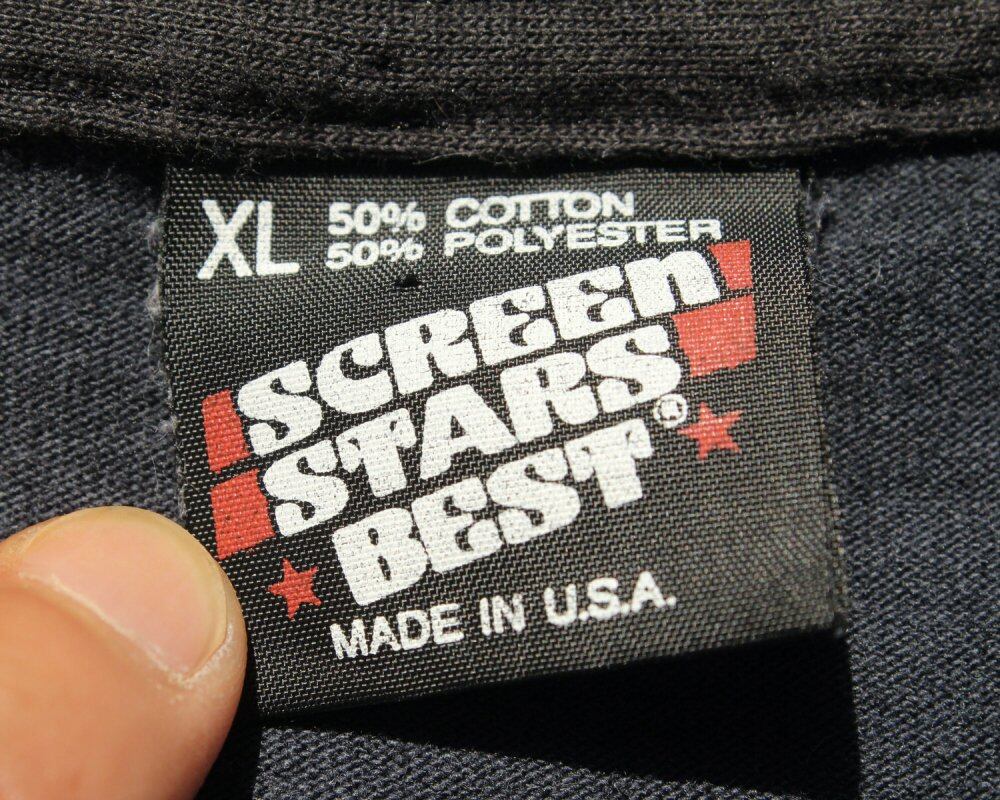 XL 50% COTTON
50% POLYESTER
SCREEn
STARS
BEST®
MADE IN U.S.A.